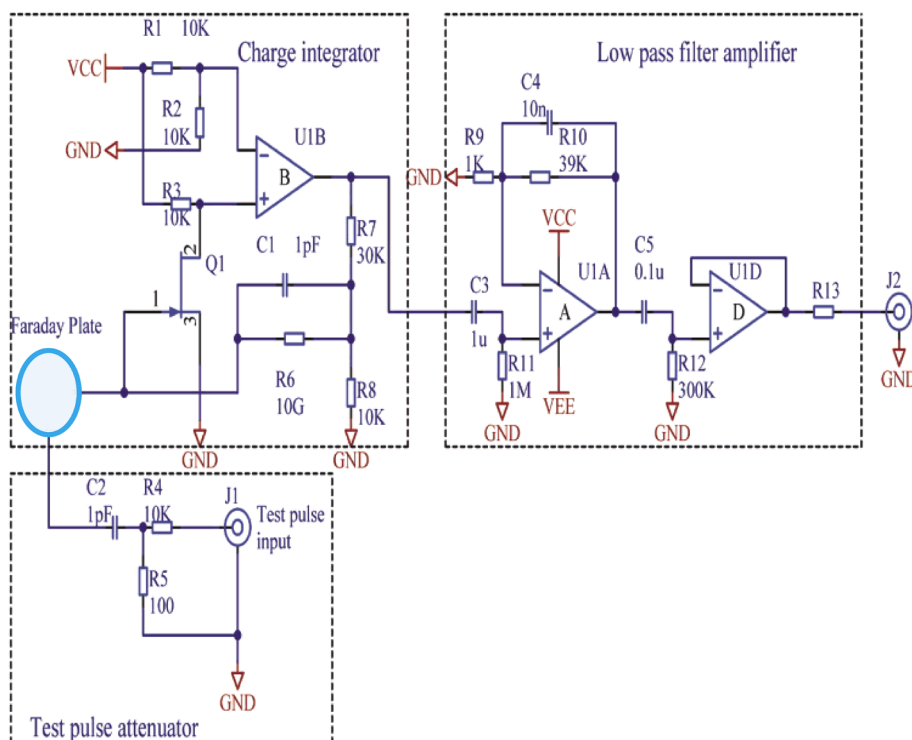 R1 10K
Charge integrator
VCC
R2
10K
GND
U1B
B
R3
10K
2
Q1
1
3
C1 1pF
R7
30K
Faraday Plate
R6
10G
R8
10K
GND
GND
Low pass filter amplifier
C4
10n
R9
1K
R10
39K
GND
VCC
U1A
A
C3
1u
R11
1M
GND
VEE
C5
0.1u
U1D
D
R12
300K
GND
R13
J2
GND
C2
1pF
R4
10K
J1
Test pulse
input
R5
100
GND
Test pulse attenuator